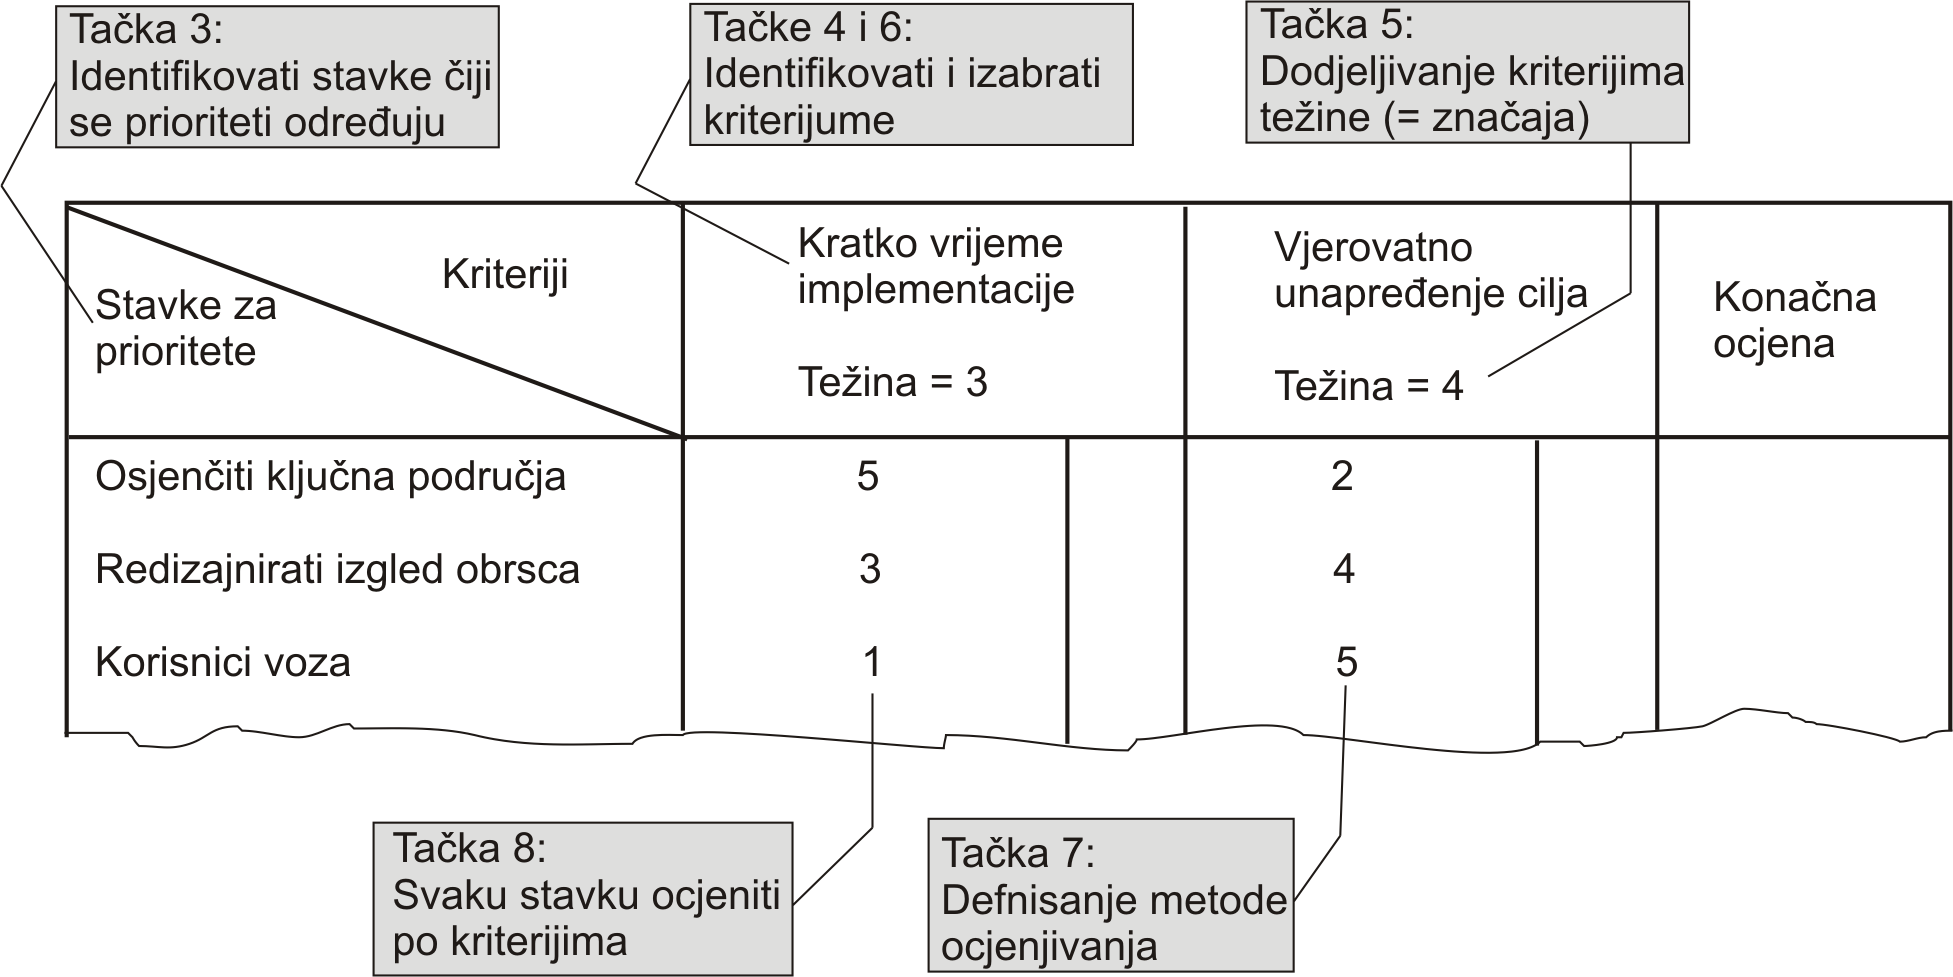 Tačka 3:
Identifikovati stavke čiji
se prioriteti određuju
Tačke 4 i 6:
Identifikovati i izabrati
kriterijume
Tačka 5:
Dodjeljivanje kriterijima
težine (= značaja)
Kriteriji
Stavke za
prioritete
Kratko vrijeme
implementacije
Težina = 3
Vjerovatno
unapređenje cilja
Težina = 4
Konačna
ocjena
Osjenčiti ključna područja 5 2
Redizajnirati izgled obrsca 3 4
Korisnici voza 1 5
Tačka 8:
Svaku stavku ocjeniti
po kriterijima
Tačka 7:
Defnisanje metode
ocjenjivanja